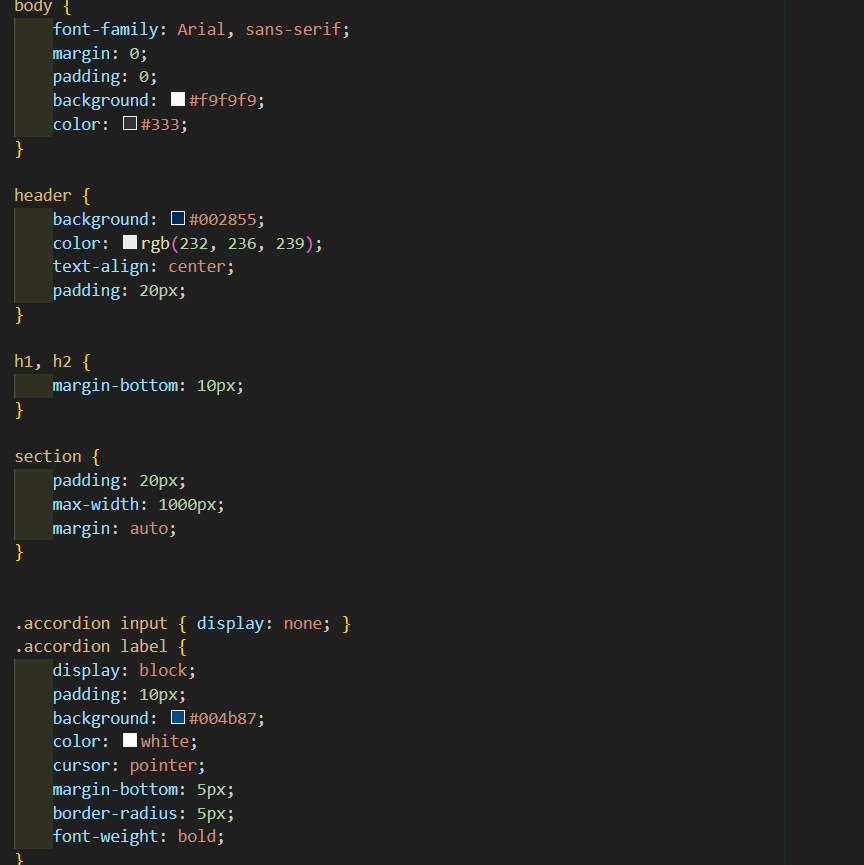 body {
font-family: Arial, sans-serif;
margin: 0;
padding: 0;
background: #f9f9f9;
color: #333;
}
header {
background: #002855;
color: rgb(232, 236, 239);
text-align: center;
padding: 20px;
}
h1, h2 {
margin-bottom: 10px;
}
section {
padding: 20px;
max-width: 1000px;
margin: auto;
}
.accordion input { display: none; }
.accordion label {
display: block;
padding: 10px;
background: #004b87;
color: white;
cursor: pointer;
margin-bottom: 5px;
border-radius: 5px;
font-weight: bold;
}